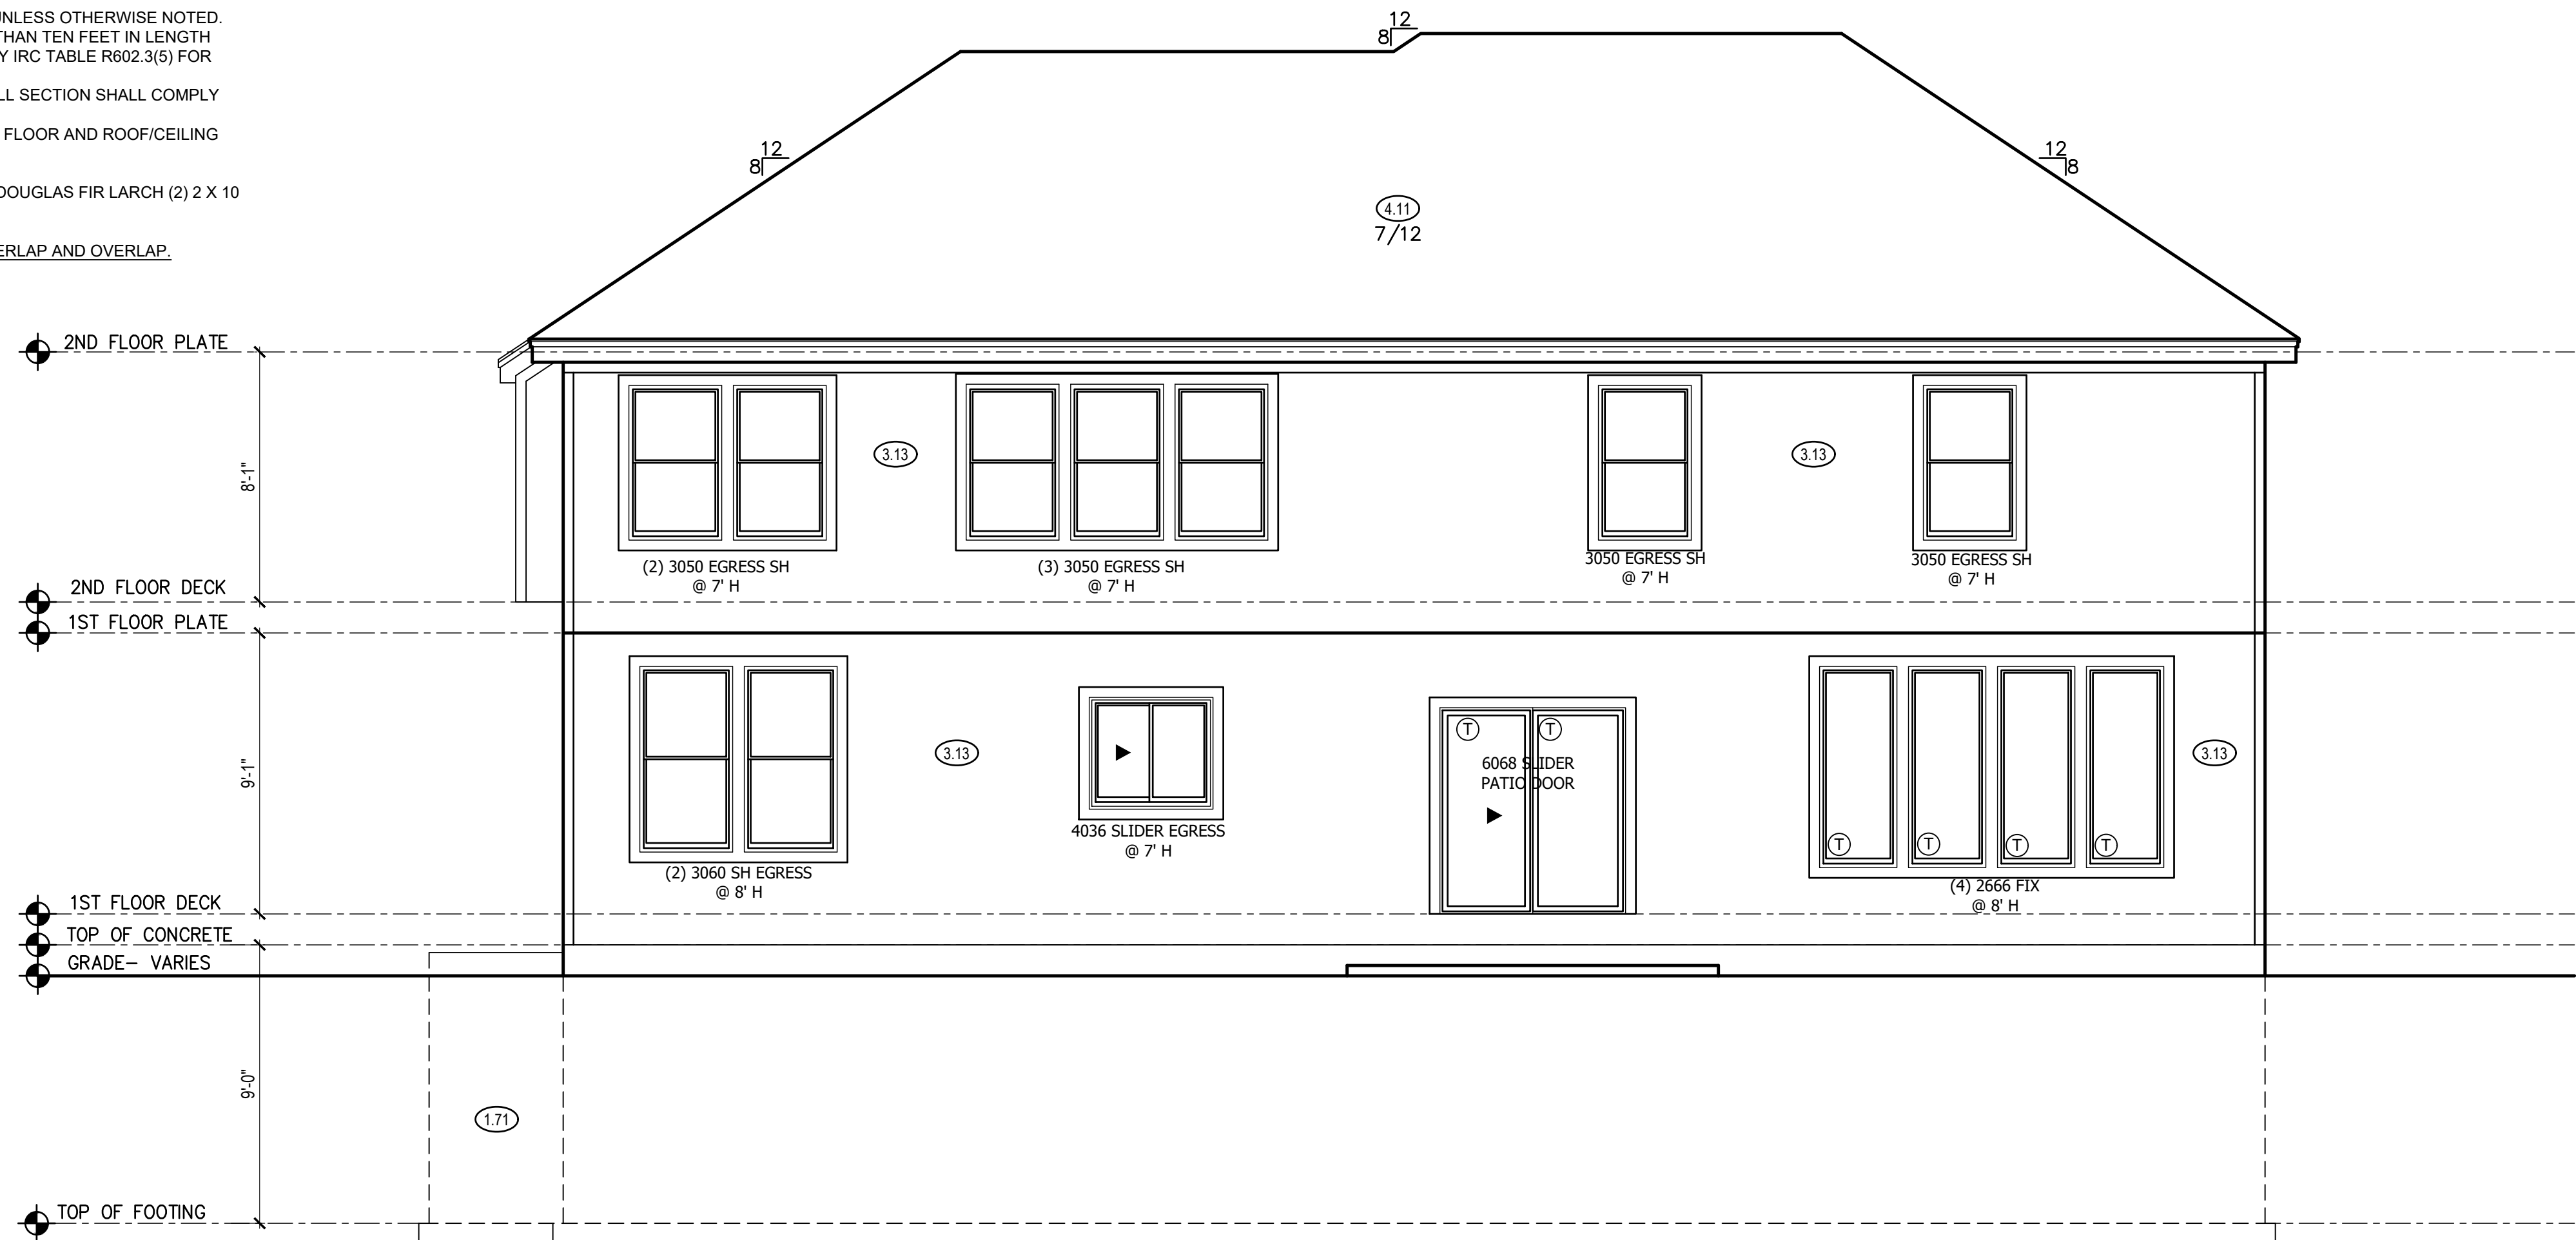 UNLESS OTHERWISE NOTED.
THAN TEN FEET IN LENGTH
Y IRC TABLE R602.3(5) FOR
LL SECTION SHALL COMPLY
FLOOR AND ROOF/CEILING
DOUGLAS FIR LARCH (2) 2 X 10
ERLAP AND OVERLAP.
12
8
12
8
12
8
4.11
7/12
2ND FLOOR PLATE
8'-1"
3.13
3.13
(2) 3050 EGRESS SH
@ 7' H
(3) 3050 EGRESS SH
@ 7' H
3050 EGRESS SH
@ 7' H
3050 EGRESS SH
@ 7' H
2ND FLOOR DECK
1ST FLOOR PLATE
9'-1"
3.13
T
T
6068 SLIDER
PATIO DOOR
3.13
4036 SLIDER EGRESS
@ 7' H
T
T
T
T
(2) 3060 SH EGRESS
@ 8' H
(4) 2666 FIX
@ 8' H
1ST FLOOR DECK
TOP OF CONCRETE
GRADE- VARIES
9'-0"
1.71
TOP OF FOOTING